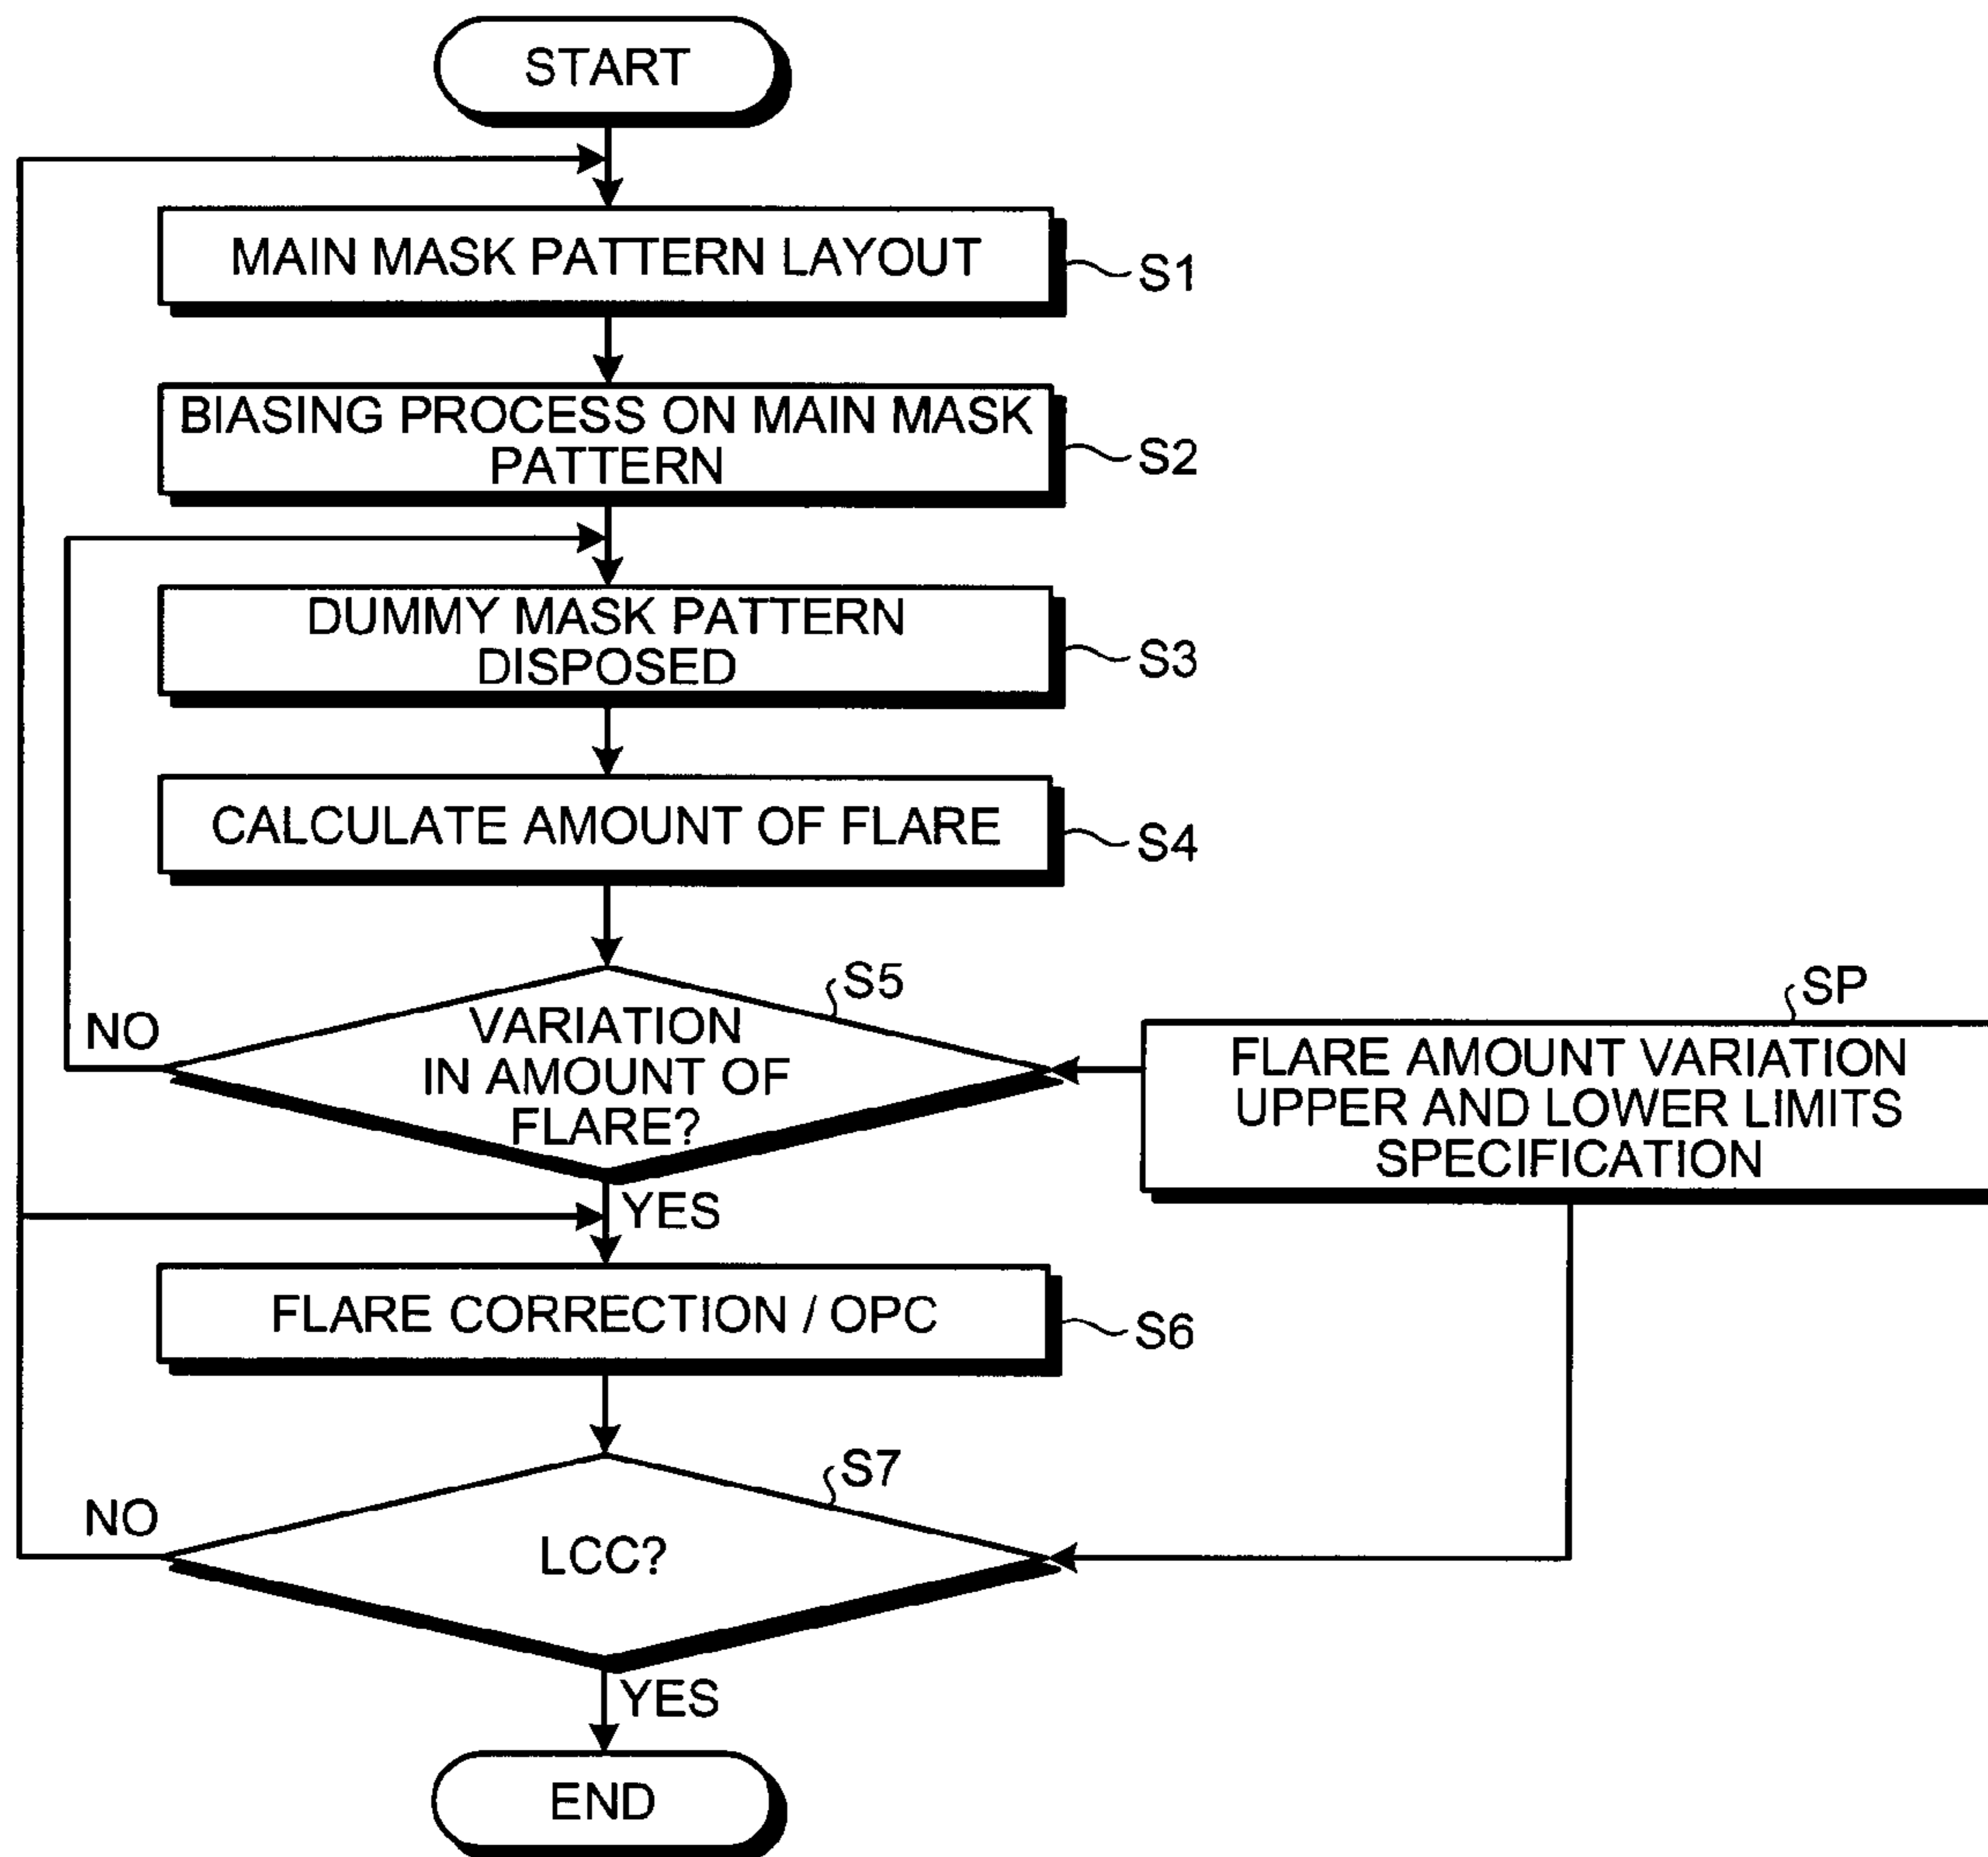 START
MAIN MASK PATTERN LAYOUT
S1
BIASING PROCESS ON MAIN MASK
PATTERN
S2
DUMMY MASK PATTERN
DISPOSED
S3
CALCULATE AMOUNT OF FLARE
S4
S5
VARIATION
IN AMOUNT OF
FLARE?
NO
SP
FLARE AMOUNT VARIATION
UPPER AND LOWER LIMITS
SPECIFICATION
YES
FLARE CORRECTION / OPC
S6
S7
NO
LCC?
YES
END